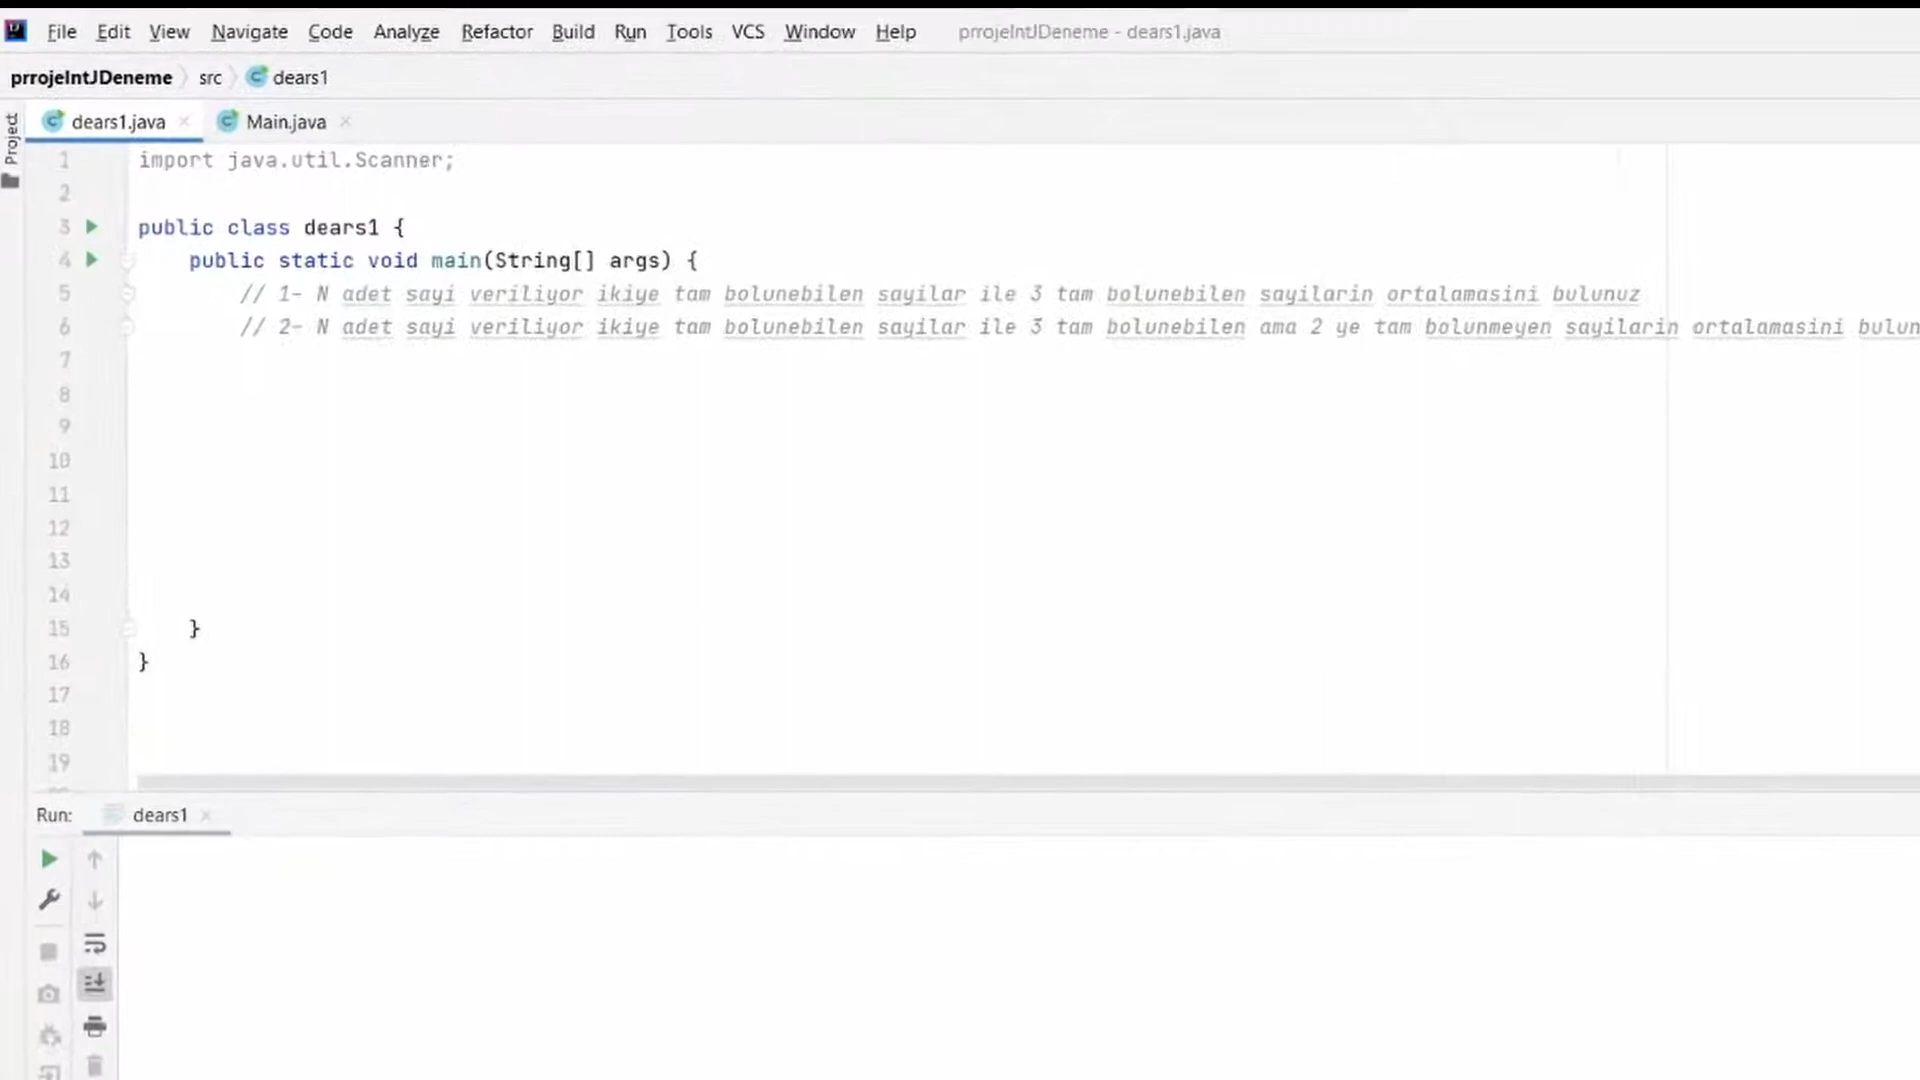 File Edit View Navigate Code Analyze Refactor Build Run Tools VCS Window Help prrojeIntJDeneme - dears1.java
prrojeIntJDeneme src dears1
dears1.java Main.java
Project
1 import java.util.Scanner;
2
3 public class dears1 {
4 public static void main(String[] args) {
5 // 1- N adet sayi veriliyor ikiye tam bolunebilen sayilar ile 3 tam bolunebilen sayilarin ortalamasini bulunuz
6 // 2- N adet sayi veriliyor ikiye tam bolunebilen sayilar ile 3 tam bolunebilen ama 2 ye tam bolunmeyen sayilarin ortalamasini bulun
7
8
9
10
11
12
13
14
15 }
16 }
17
18
19
Run: dears1